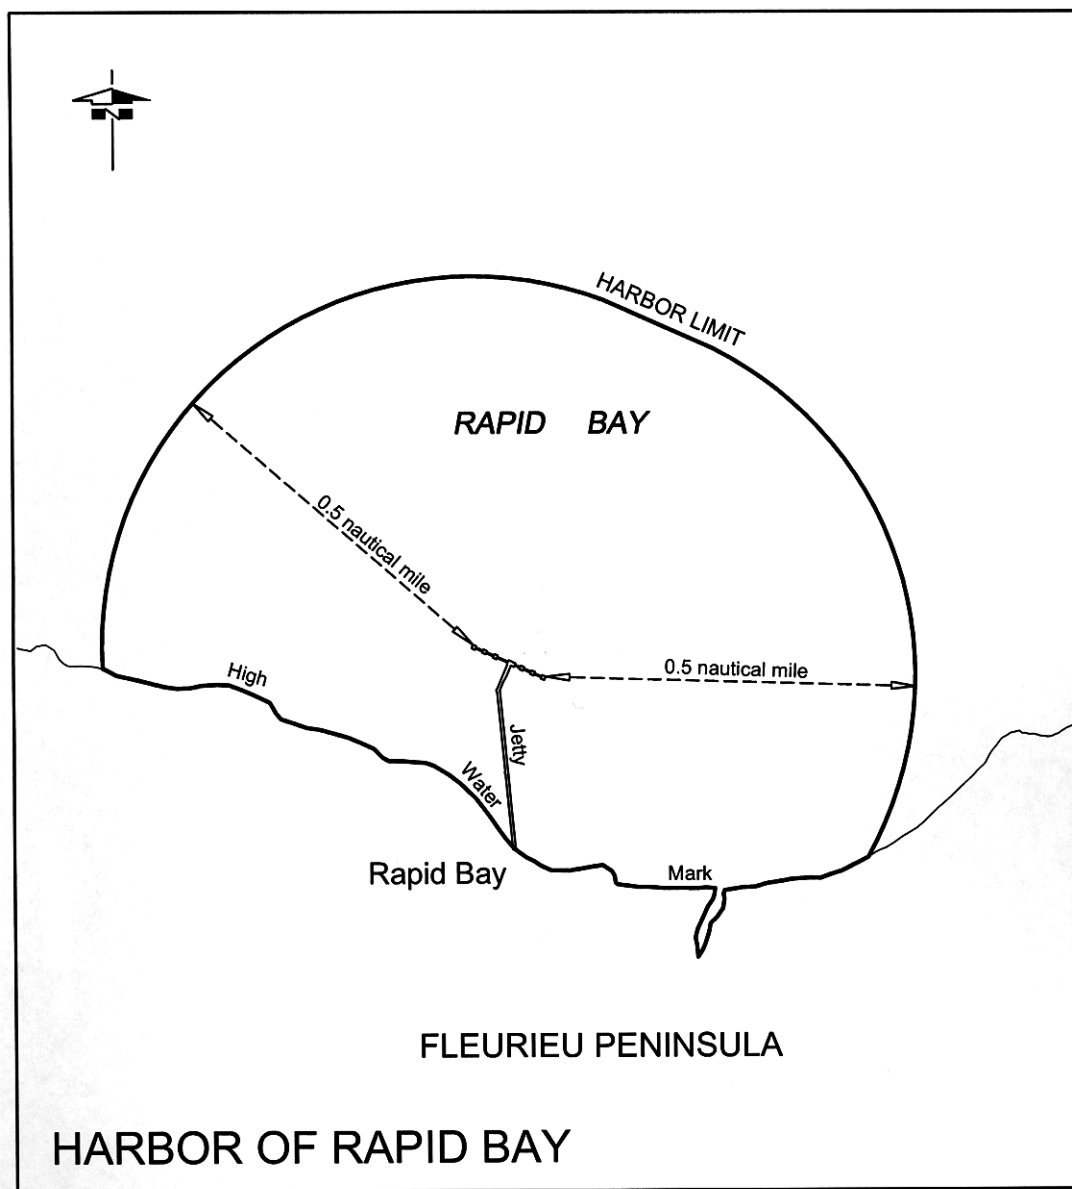 N
HARBOR LIMIT
RAPID BAY
0.5 nautical mile
0.5 nautical mile
High
Jetty
Water
Rapid Bay
Mark
FLEURIEU PENINSULA
HARBOR OF RAPID BAY